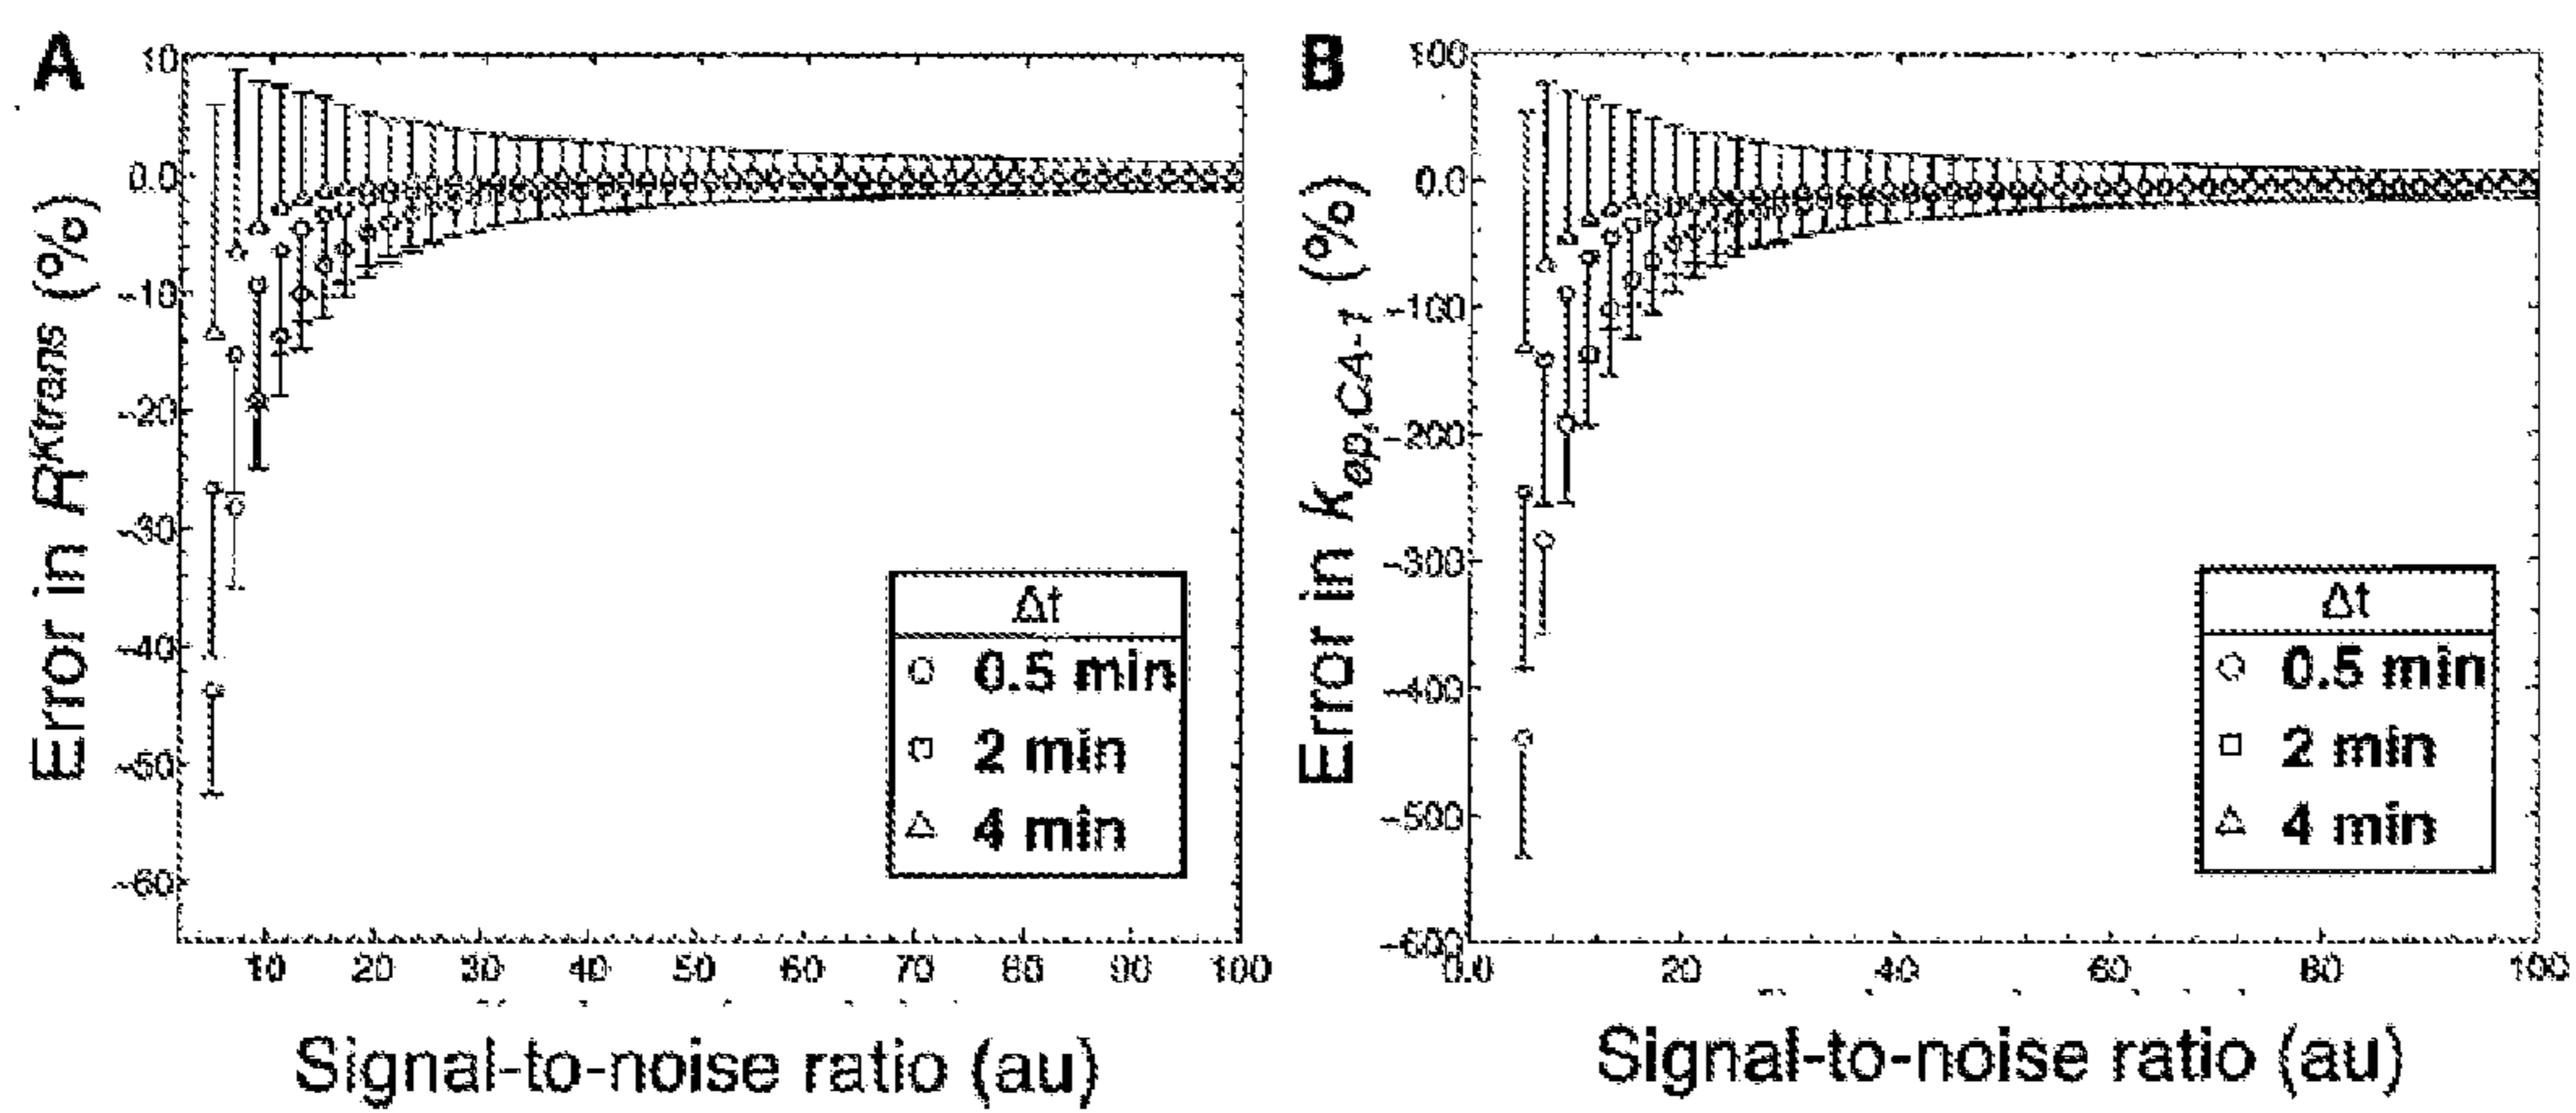 A
10
0.0
-10
-20
-30
-40
-50
-60
Error in R^Ktrans (%)
10 20 30 40 50 60 70 80 90 100
Signal-to-noise ratio (au)
Δt
0.5 min
2 min
4 min
B
100
0.0
-100
-200
-300
-400
-500
-600
Error in k_ep,CA-1 (%)
0.0 20 40 60 80 100
Signal-to-noise ratio (au)
Δt
0.5 min
2 min
4 min